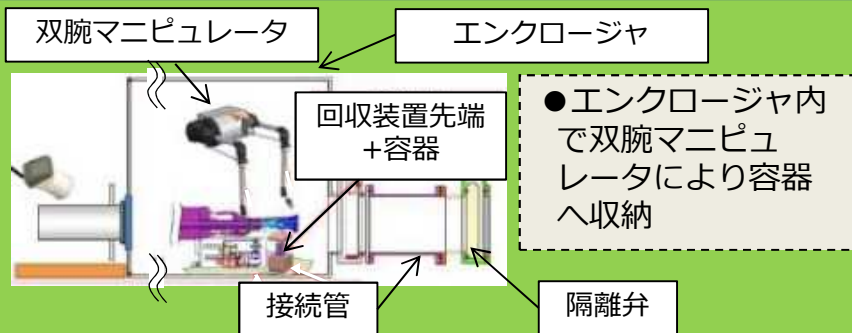 双腕マニピュレータ
エンクロージャ
回収装置先端
+容器
●エンクロージャ内
で双腕マニピュ
レータにより容器
へ収納
接続管
隔離弁